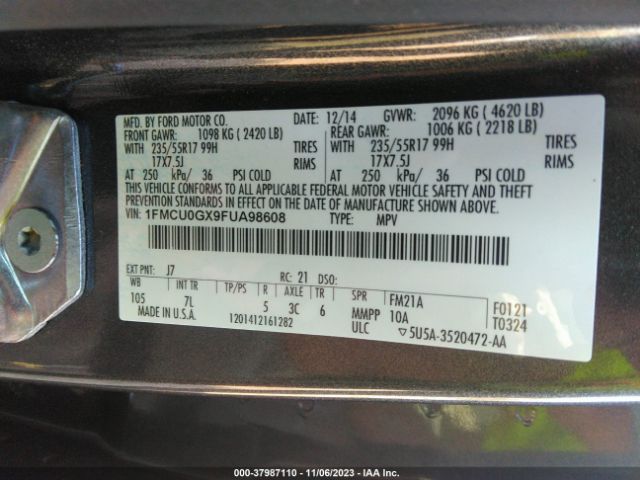 MFD. BY FORD MOTOR CO. 12/14 GVWR: 2096 KG ( 4620 LB)
FRONT GAWR: 1098 KG ( 2420 LB) REAR GAWR: 1006 KG ( 2218 LB)
WITH 235/55R17 99H TIRES WITH 235/55R17 99H TIRES
17X7.5J RIMS 17X7.5J RIMS
AT 250 kPa/ 36 PSI COLD AT 250 kPa/ 36 PSI COLD
THIS VEHICLE CONFORMS TO ALL APPLICABLE FEDERAL MOTOR VEHICLE SAFETY AND THEFT
PREVENTION STANDARDS IN EFFECT ON THE DATE OF MANUFACTURE SHOWN ABOVE.
VIN: 1FMCU0GX9FUA98608 TYPE: MPV
EXT PNT: J7 RC: 21 DSO:
WB INT TR TP/PS R AXLE TR SPR FM21A F0121
105 7L 5 3C 6 MMPP 10A T0324
MADE IN U.S.A. 1201412161282 ULC 5U5A-3520472-AA
000-37987110 - 11/06/2023 - IAA Inc.